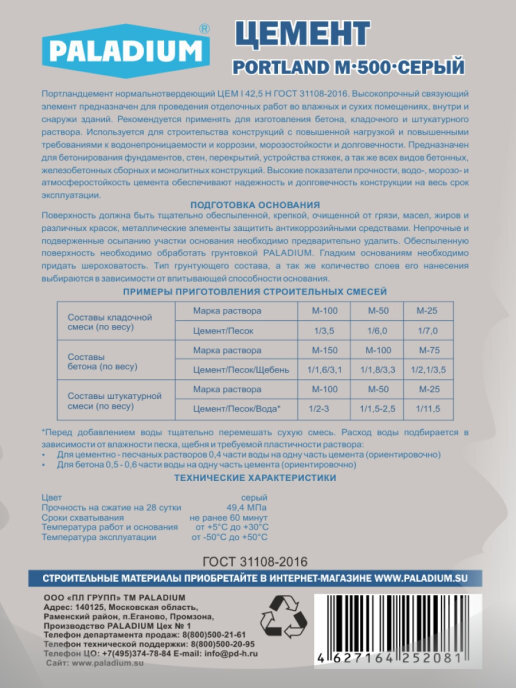 PALADIUM®
ЦЕМЕНТ
PORTLAND М·500·СЕРЫЙ
Портландцемент нормальнотвердеющий ЦЕМ I 42,5 Н ГОСТ 31108-2016. Высокопрочный связующий
элемент предназначен для проведения отделочных работ во влажных и сухих помещениях, внутри и
снаружи зданий. Рекомендуется применять для изготовления бетона, кладочного и штукатурного
раствора. Используется для строительства конструкций с повышенной нагрузкой и повышенными
требованиями к водонепроницаемости и коррозии, морозостойкости и долговечности. Предназначен
для бетонирования фундаментов, стен, перекрытий, устройства стяжек, а так же всех видов бетонных,
железобетонных сборных и монолитных конструкций. Высокие показатели прочности, водо-, морозо- и
атмосферостойкость цемента обеспечивают надежность и долговечность конструкции на весь срок
эксплуатации.
ПОДГОТОВКА ОСНОВАНИЯ
Поверхность должна быть тщательно обеспыленной, крепкой, очищенной от грязи, масел, жиров и
различных красок, металлические элементы защитить антикоррозийными средствами. Непрочные и
подверженные осыпанию участки основания необходимо предварительно удалить. Обеспыленную
поверхность необходимо обработать грунтовкой PALADIUM. Гладким основаниям необходимо
придать шероховатость. Тип грунтующего состава, а так же количество слоев его нанесения
выбираются в зависимости от впитывающей способности основания.
ПРИМЕРЫ ПРИГОТОВЛЕНИЯ СТРОИТЕЛЬНЫХ СМЕСЕЙ
Составы кладочной смеси (по весу) Марка раствора М-100 М-50 М-25
Цемент/Песок 1/3,5 1/6,0 1/7,0
Составы бетона (по весу) Марка раствора М-150 М-100 М-75
Цемент/Песок/Щебень 1/1,6/3,1 1/1,8/3.3 1/2,1/3,5
Составы штукатурной смеси (по весу) Марка раствора М-100 М-50 М-25
Цемент/Песок/Вода* 1/2-3 1/1,5-2,5 1/11,5
*Перед добавлением воды тщательно перемешать сухую смесь. Расход воды подбирается в
зависимости от влажности песка, щебня и требуемой пластичности раствора:
• Для цементно - песчаных растворов 0,4 части воды на одну часть цемента (ориентировочно)
• Для бетона 0,5 - 0,6 части воды на одну часть цемента (ориентировочно)
ТЕХНИЧЕСКИЕ ХАРАКТЕРИСТИКИ
Цвет серый
Прочность на сжатие на 28 сутки 49,4 МПа
Сроки схватывания не ранее 60 минут
Температура работ и основания от +5°С до +30°С
Температура эксплуатации от -50°С до +50°С
ГОСТ 31108-2016
СТРОИТЕЛЬНЫЕ МАТЕРИАЛЫ ПРИОБРЕТАЙТЕ В ИНТЕРНЕТ-МАГАЗИНЕ WWW.PALADIUM.SU
ООО «ПЛ ГРУПП» ТМ PALADIUM
Адрес: 140125, Московская область,
Раменский район, п.Еганово, Промзона,
Производство PALADIUM Цех № 1
Телефон департамента продаж: 8(800)500-21-61
Телефон технической поддержки: 8(800)500-20-95
Телефон ЦО: +7(495)374-78-84 E-mail: info@pd-h.ru
Сайт: www.paladium.su
4 627164 252081